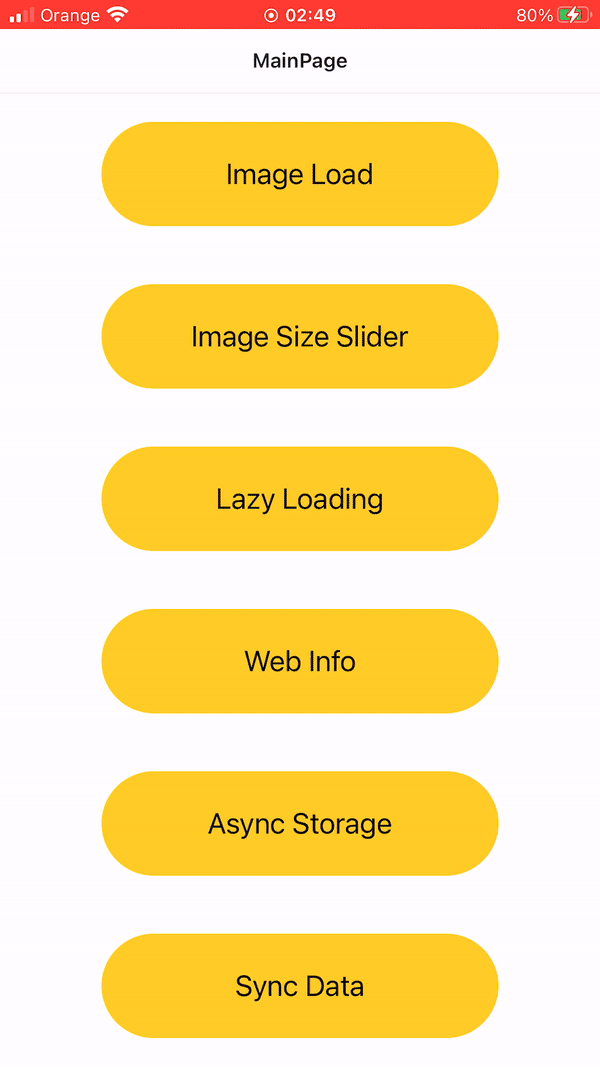 Orange 02:49 80%
MainPage
Image Load
Image Size Slider
Lazy Loading
Web Info
Async Storage
Sync Data